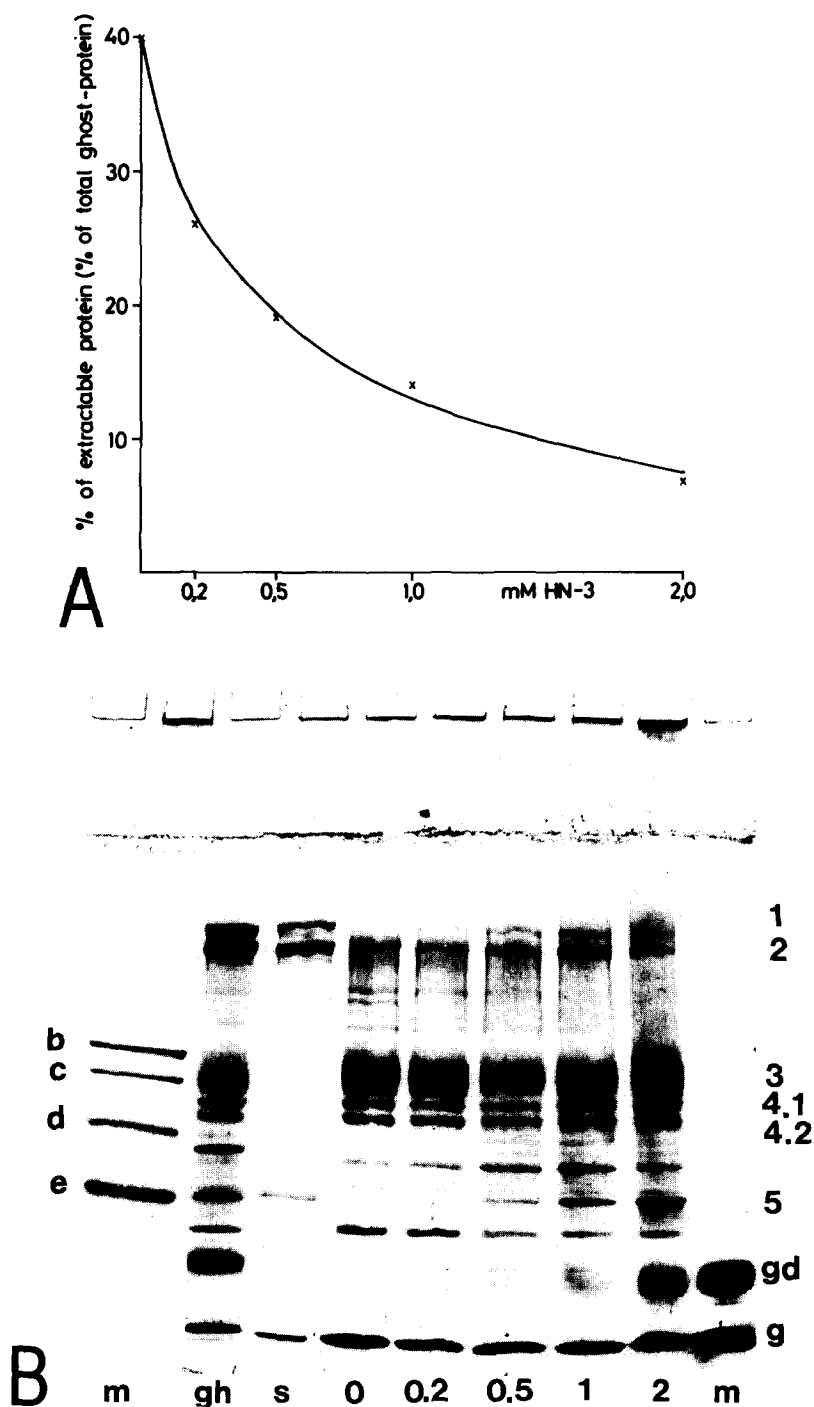 % of extractable protein (% of total ghost-protein)
40
30
20
10
0,2 0,5 1,0 mM HN-3 2,0
A
1
2
b
c
3
4.1
d
4.2
e
5
gd
g
B
m gh s 0 0.2 0.5 1 2 m